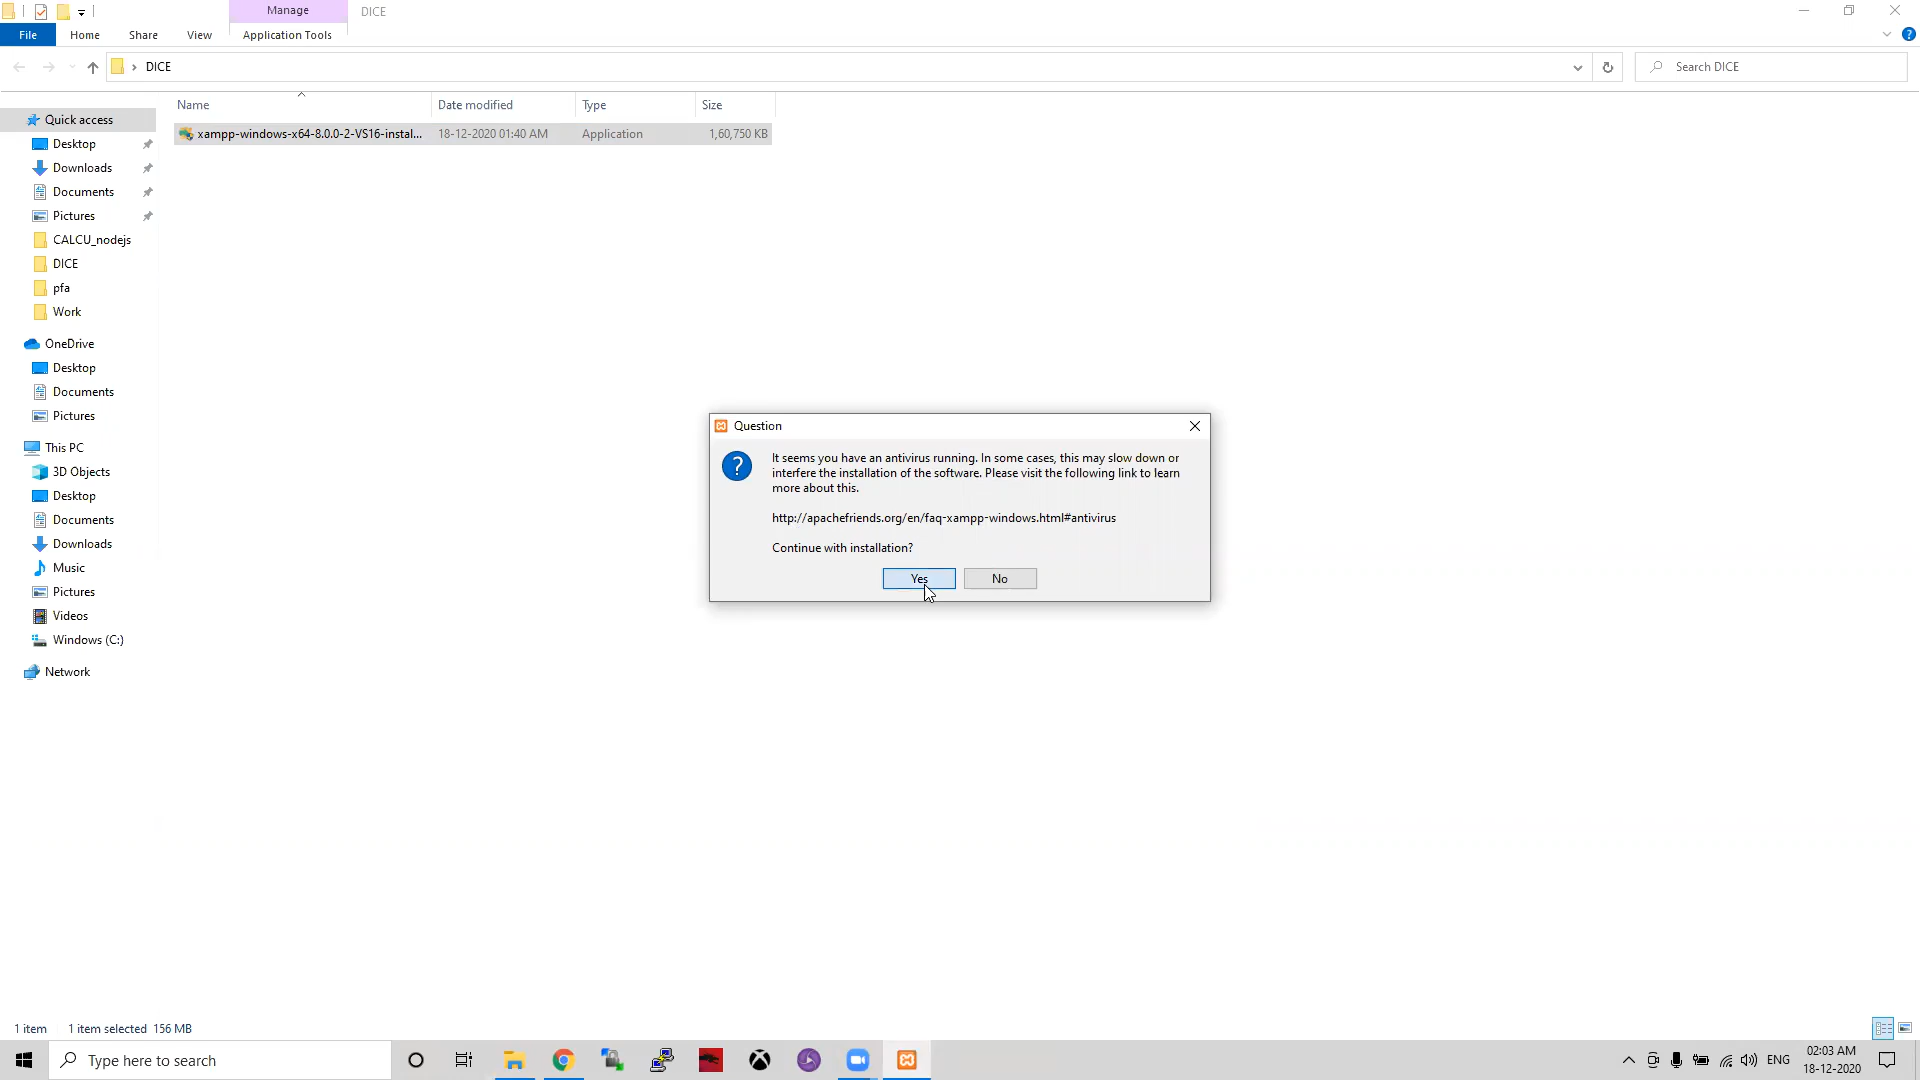 Manage
DICE
File
Home
Share
View
Application Tools
DICE
Search DICE
Name
Date modified
Type
Size
xampp-windows-x64-8.0.0-2-VS16-instal...
18-12-2020 01:40 AM
Application
1,60,750 KB
Quick access
Desktop
Downloads
Documents
Pictures
CALCU_nodejs
DICE
pfa
Work
OneDrive
Desktop
Documents
Pictures
This PC
3D Objects
Desktop
Documents
Downloads
Music
Pictures
Videos
Windows (C:)
Network
Question
It seems you have an antivirus running. In some cases, this may slow down or
interfere the installation of the software. Please visit the following link to learn
more about this.
http://apachefriends.org/en/faq-xampp-windows.html#antivirus
Continue with installation?
Yes
No
1 item
1 item selected 156 MB
Type here to search
ENG
02:03 AM
18-12-2020